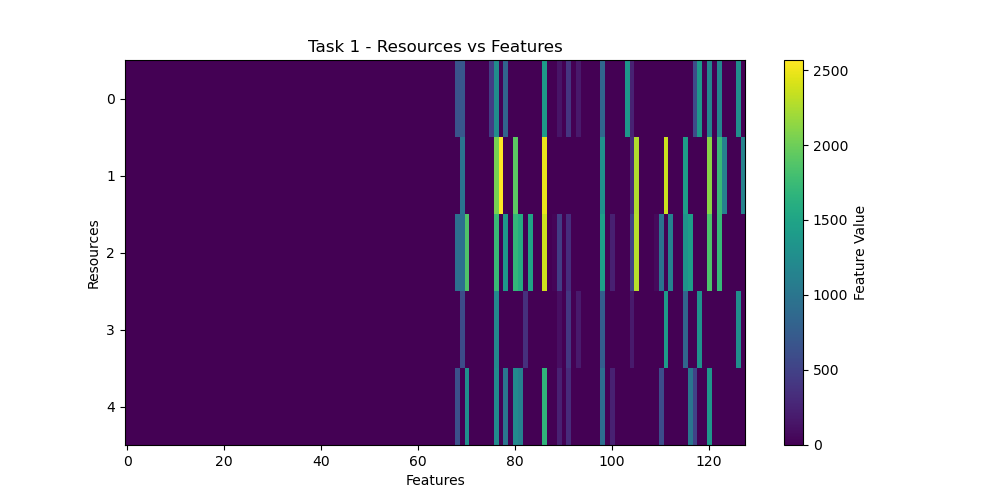 Task 1 - Resources vs Features
Resources
0
1
2
3
4
0 20 40 60 80 100 120
Features
2500
2000
1500
1000
500
0
Feature Value